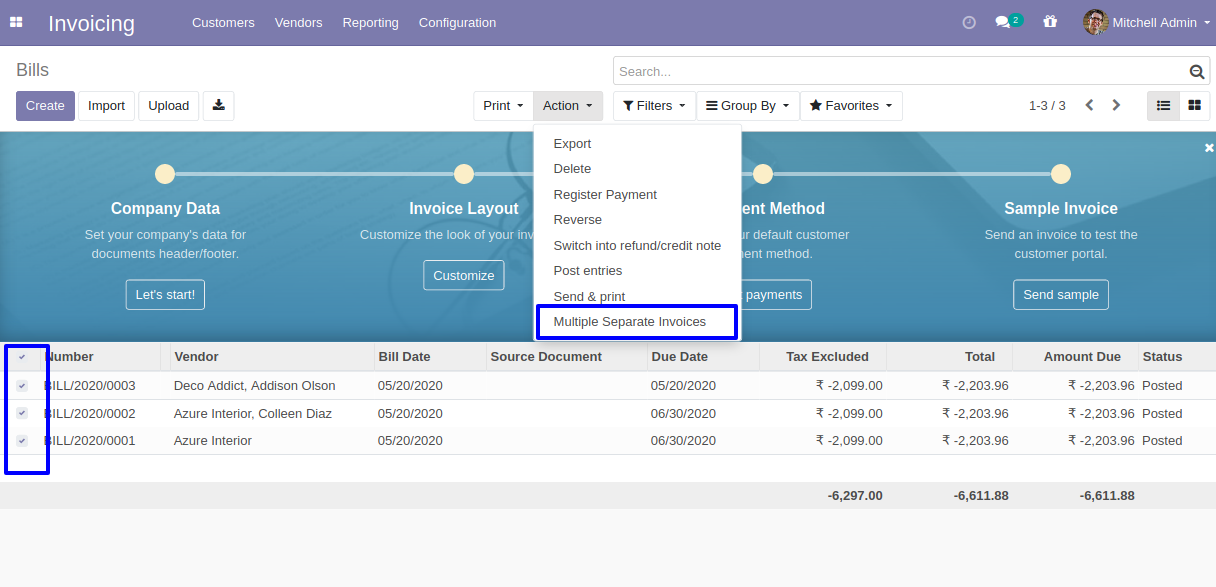 Invoicing Customers Vendors Reporting Configuration 2 Mitchell Admin
Bills
Search...
Create Import Upload Print Action Filters Group By Favorites 1-3 / 3
Export
Delete
Register Payment
Reverse
Switch into refund/credit note
Post entries
Send & print
Multiple Separate Invoices
Company Data
Set your company's data for
documents header/footer.
Let's start!
Invoice Layout
Customize the look of your inv
Customize
ent Method
ur default customer
ent method.
payments
Sample Invoice
Send an invoice to test the
customer portal.
Send sample
Number Vendor Bill Date Source Document Due Date Tax Excluded Total Amount Due Status
BILL/2020/0003 Deco Addict, Addison Olson 05/20/2020 05/20/2020 ₹ -2,099.00 ₹ -2,203.96 ₹ -2,203.96 Posted
BILL/2020/0002 Azure Interior, Colleen Diaz 05/20/2020 06/30/2020 ₹ -2,099.00 ₹ -2,203.96 ₹ -2,203.96 Posted
BILL/2020/0001 Azure Interior 05/20/2020 06/30/2020 ₹ -2,099.00 ₹ -2,203.96 ₹ -2,203.96 Posted
-6,297.00 -6,611.88 -6,611.88